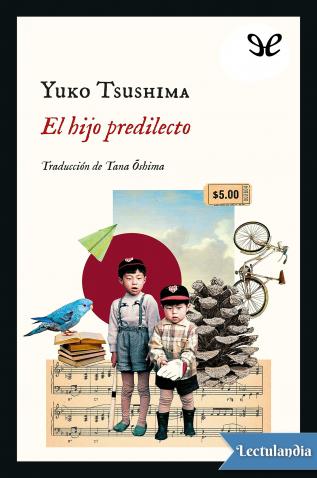 Yuko Tsushima
El hijo predilecto
Traducción de Tana Ōshima
$5.00
Lectulandia